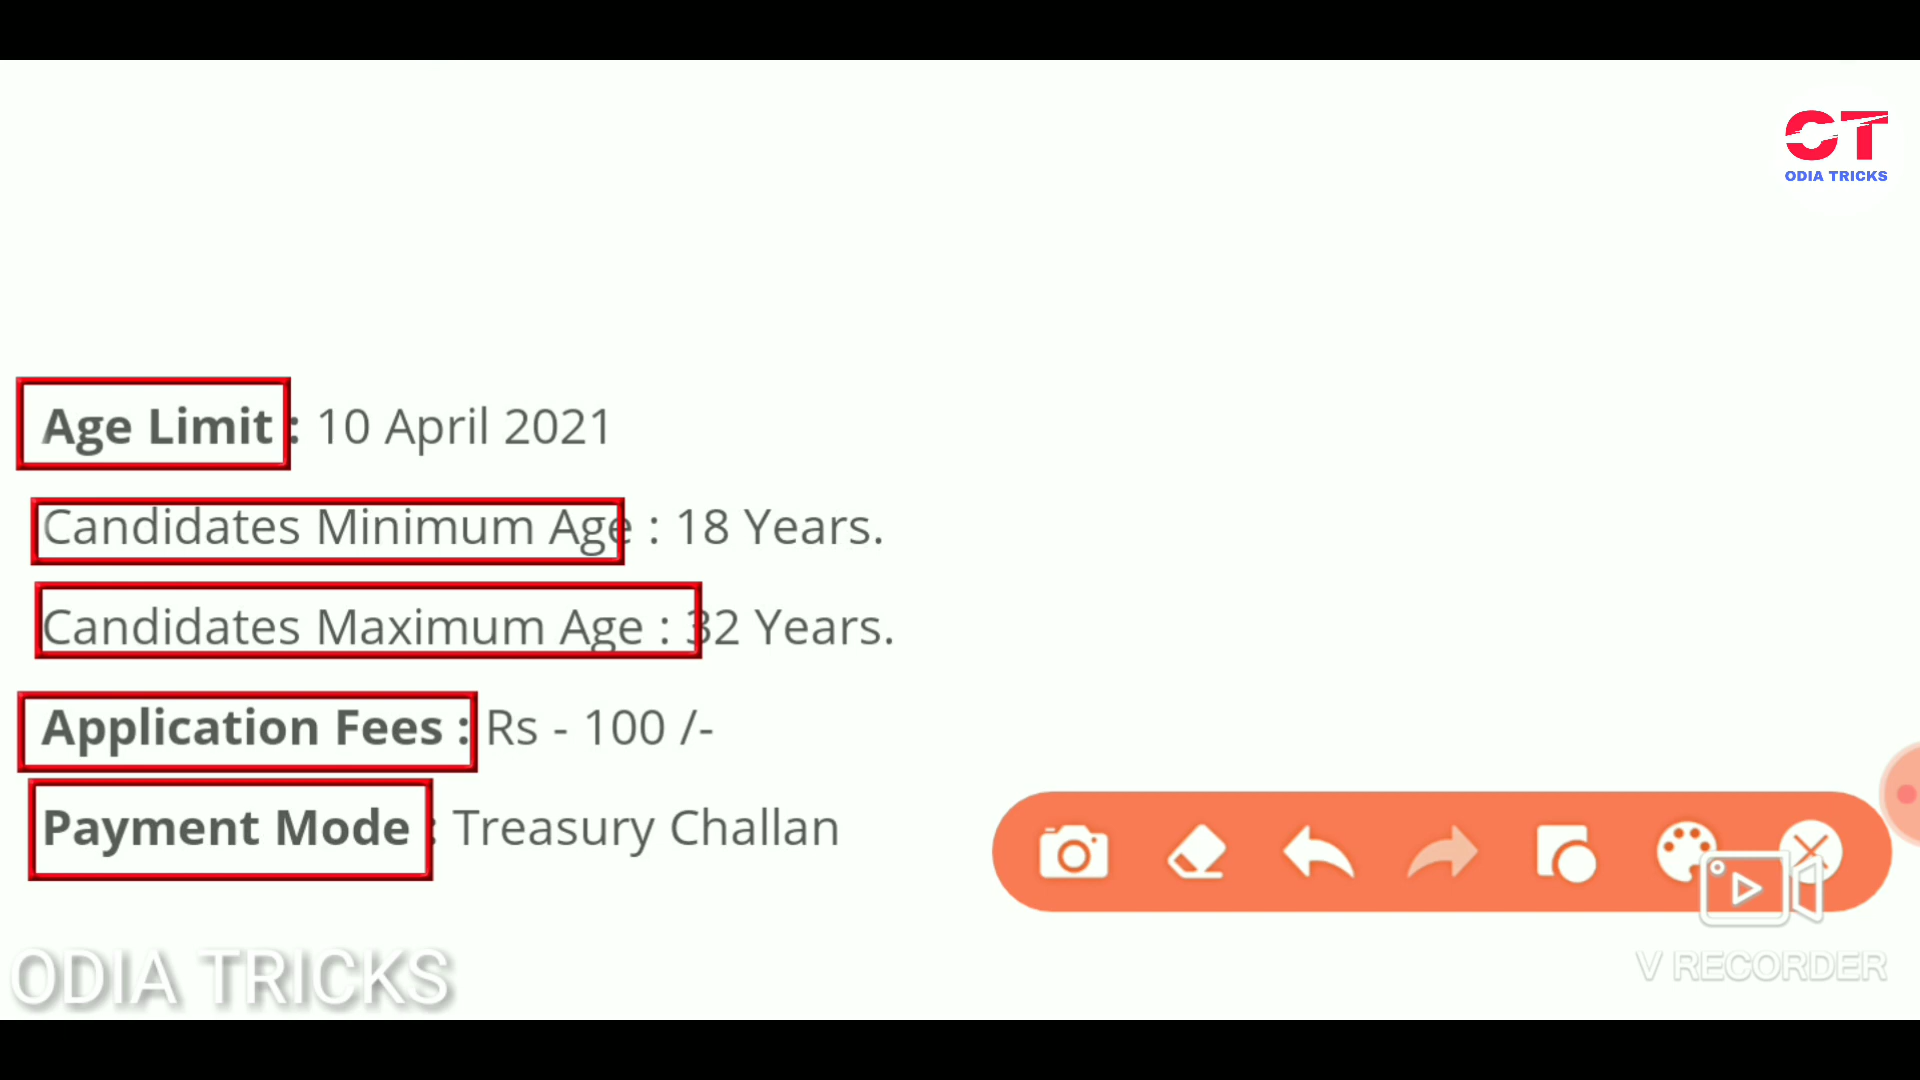 OT
ODIA TRICKS
Age Limit : 10 April 2021
Candidates Minimum Age : 18 Years.
Candidates Maximum Age : 32 Years.
Application Fees : Rs - 100 /-
Payment Mode : Treasury Challan
ODIA TRICKS
V RECORDER